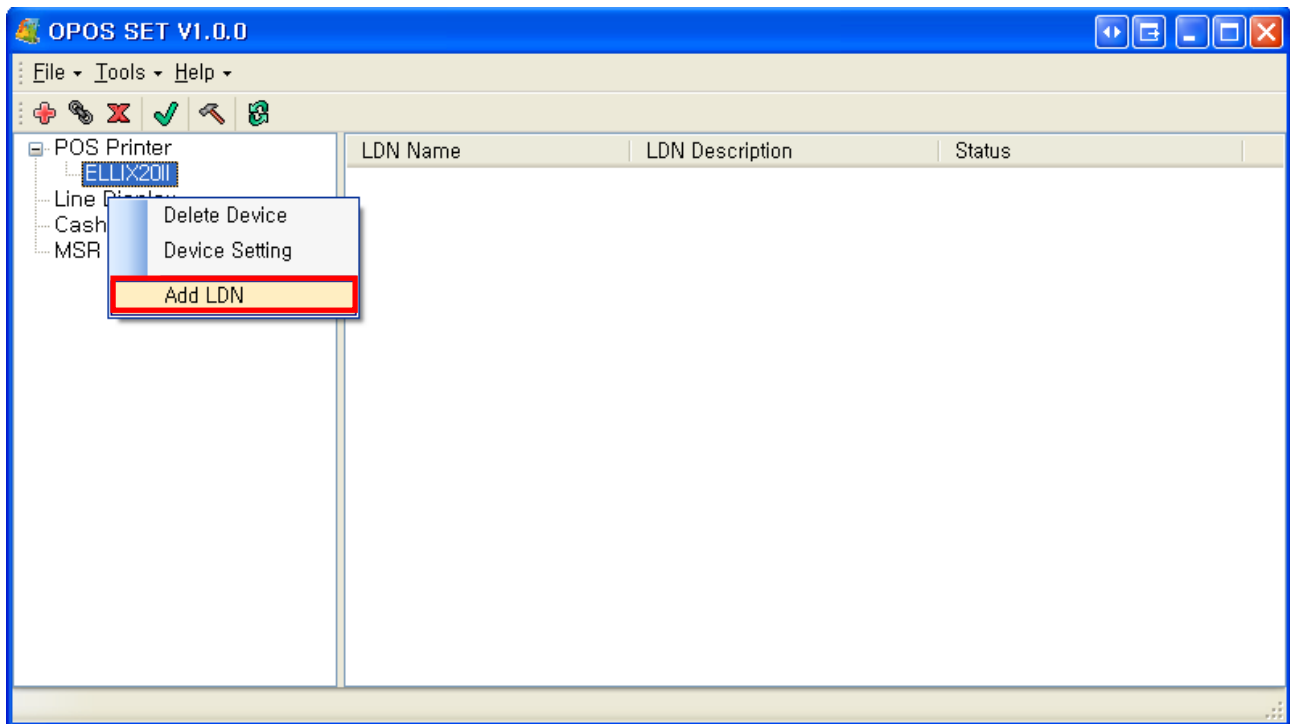 OPOS SET V1.0.0
File Tools Help
POS Printer
ELLIX20II
Line Display
Cash
MSR
LDN Name LDN Description Status
Delete Device
Device Setting
Add LDN